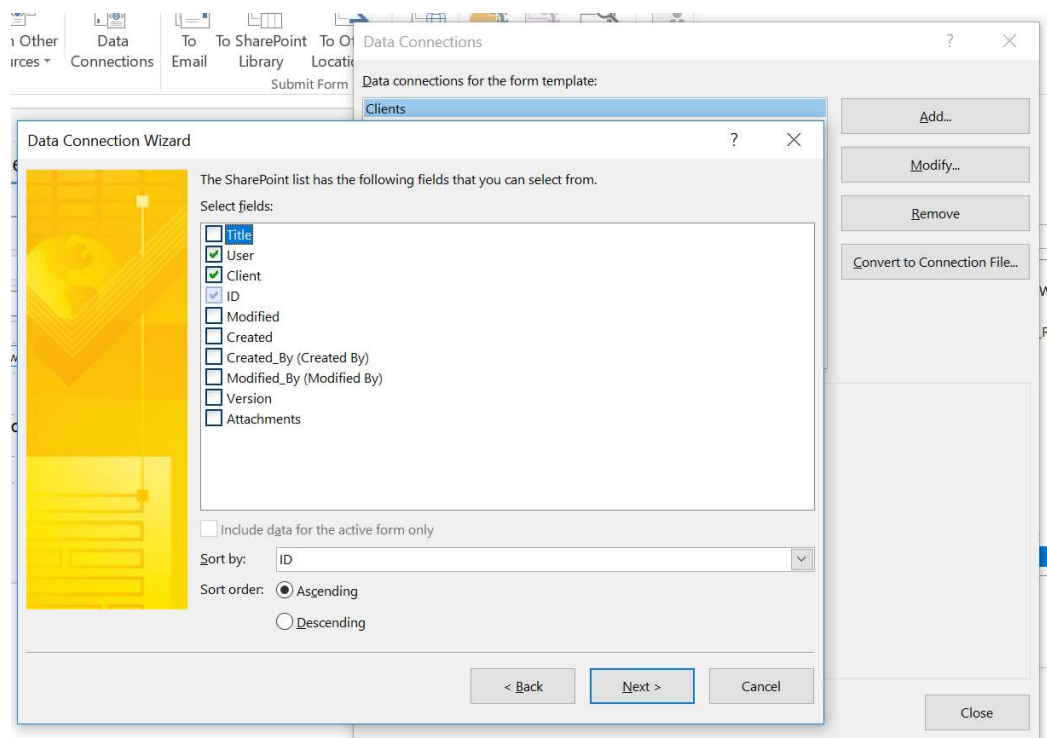 Other Data To To SharePoint To
Connections Email Library
Submit Form
Data Connections ? ×
Data connections for the form template:
Clients
Add...
Modify...
Remove
Convert to Connection File...
Data Connection Wizard ? ×
The SharePoint list has the following fields that you can select from.
Select fields:
Title
User
Client
ID
Modified
Created
Created_By (Created By)
Modified_By (Modified By)
Version
Attachments
Include data for the active form only
Sort by: ID
Sort order: Ascending
Descending
< Back Next > Cancel
Close